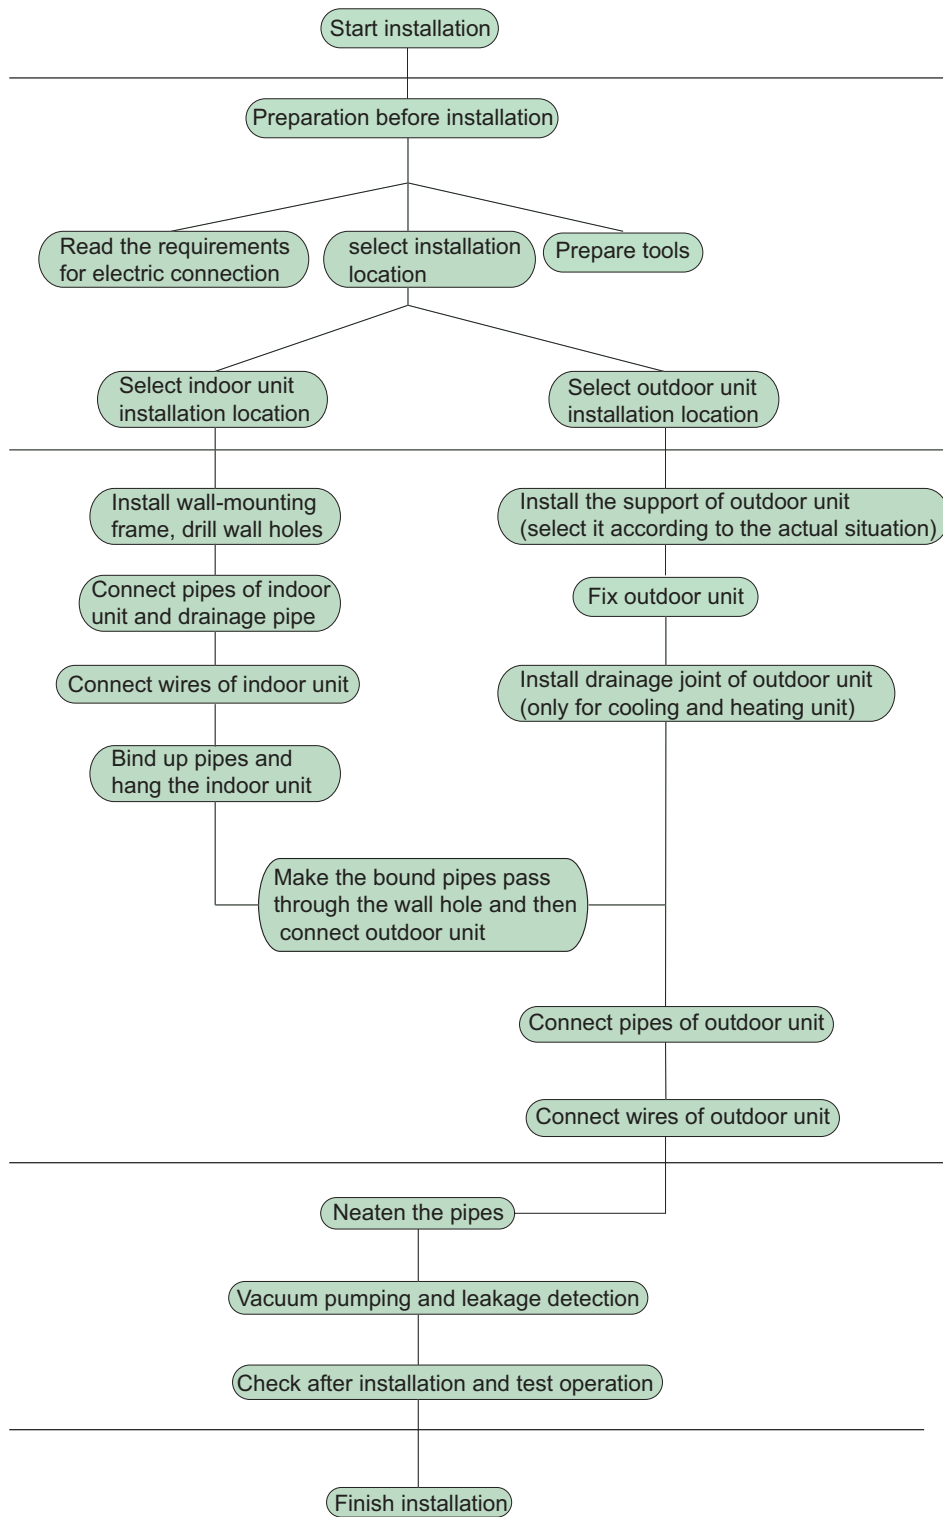 Start installation
Preparation before installation
Read the requirements
for electric connection
select installation
location
Prepare tools
Select indoor unit
installation location
Select outdoor unit
installation location
Install wall-mounting
frame, drill wall holes
Install the support of outdoor unit
(select it according to the actual situation)
Connect pipes of indoor
unit and drainage pipe
Fix outdoor unit
Connect wires of indoor unit
Install drainage joint of outdoor unit
(only for cooling and heating unit)
Bind up pipes and
hang the indoor unit
Make the bound pipes pass
through the wall hole and then
connect outdoor unit
Connect pipes of outdoor unit
Connect wires of outdoor unit
Neaten the pipes
Vacuum pumping and leakage detection
Check after installation and test operation
Finish installation